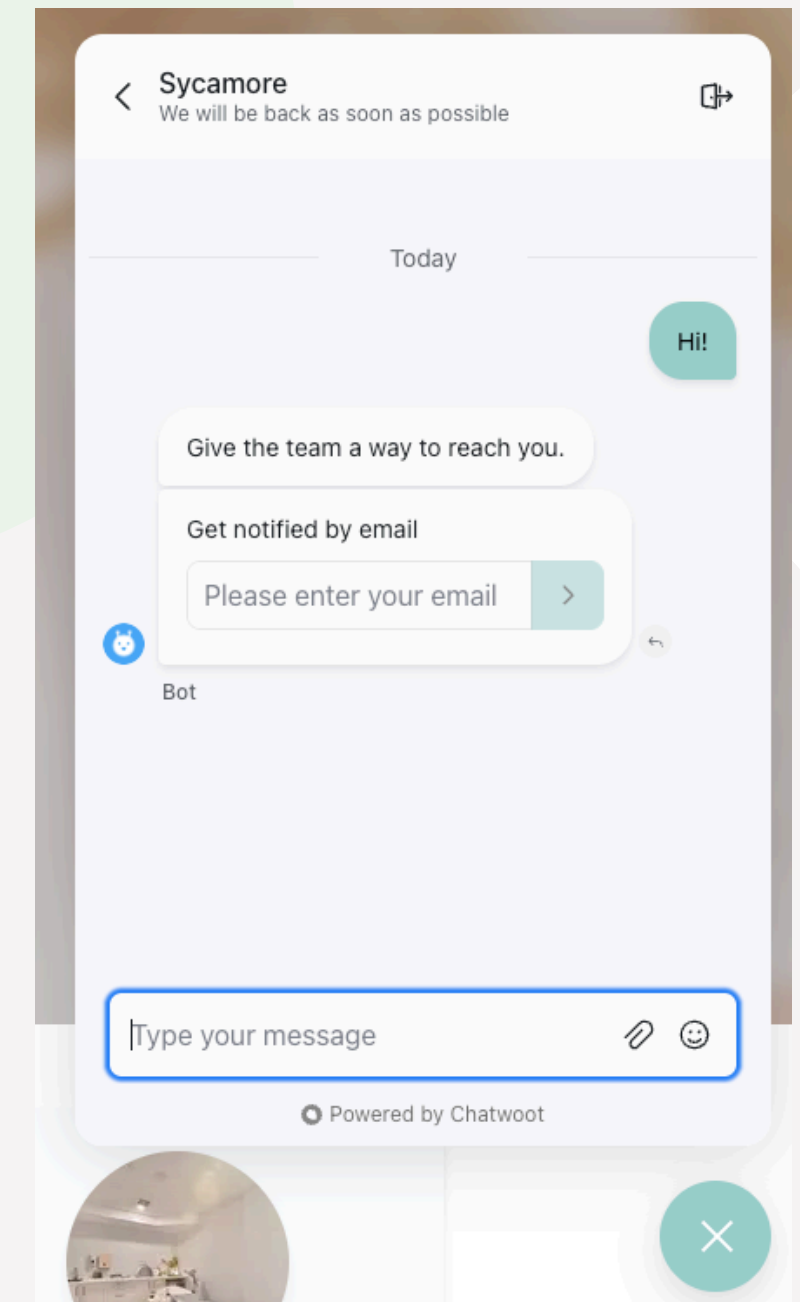 Sycamore
We will be back as soon as possible
Today
Hi!
Give the team a way to reach you.
Get notified by email
Please enter your email
Bot
Type your message
Powered by Chatwoot